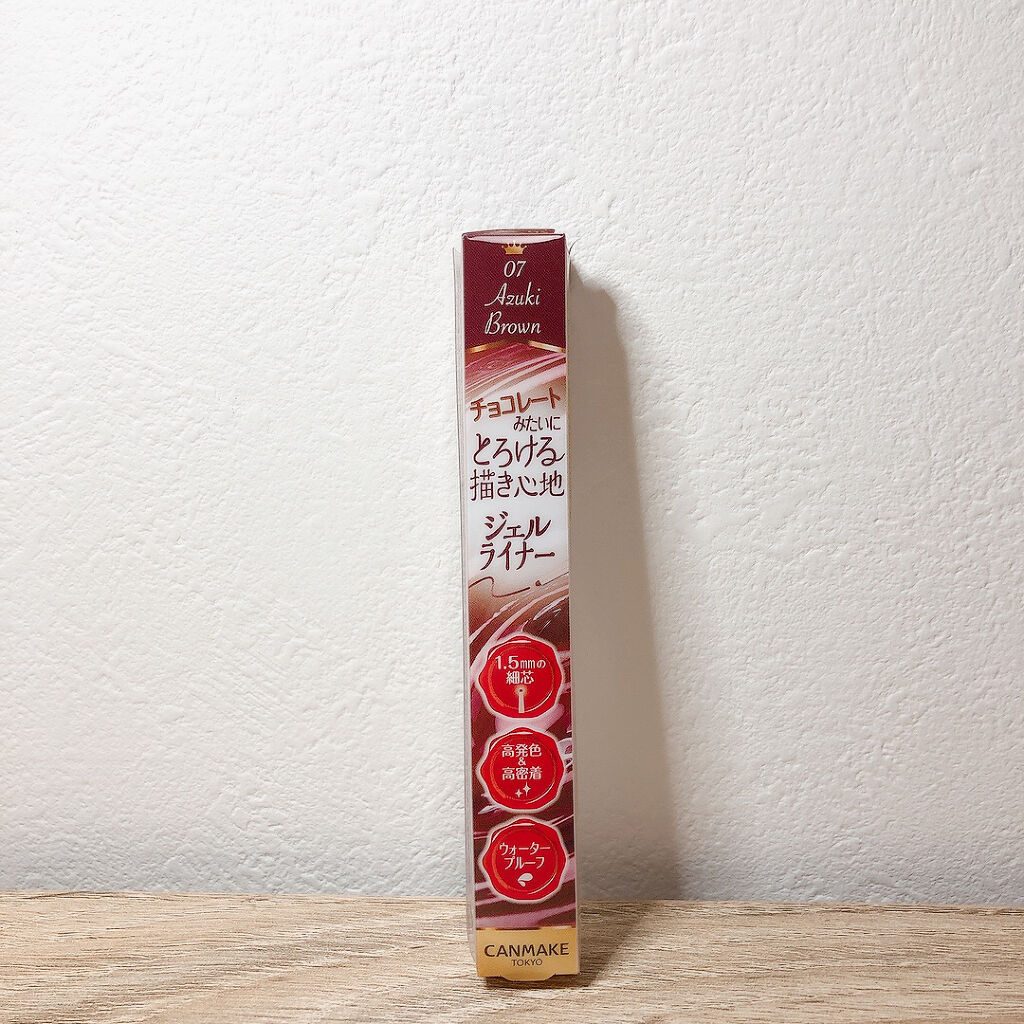 07
Azuki
Brown
チョコレート
みたいに
とろける
描き心地
ジェル
ライナー
1.5mmの
細芯
高発色
&
高密着
ウォーター
プルーフ
CANMAKE
TOKYO